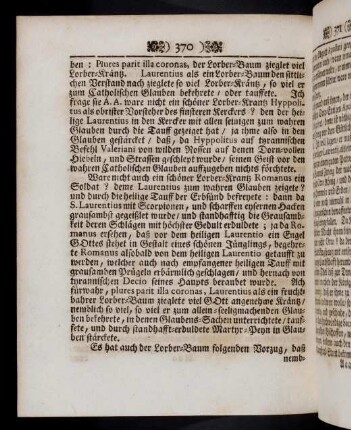 ) 370 (
ben : Plures parit illa coronas, der Lorber-Baum zieglet viel
Lorber-Kräntz. Laurentius als ein Lorber-Baum den sittli-
chen Verstand nach zieglete so viel Lorber-Kräntz, so viel er
zum Catholischen Glauben bekehrete / oder tauffete. Ich
frage sie A. A. ware nicht ein schöner Lorber-Krantz Hyppoli-
tus als obrister Vorsteher des finsteren Kerckers? den der hei-
lige Laurentius in den Kercker mit allen seinigen zum wahren
Glauben durch die Tauff gezeiget hat / ja ihme also in den
Glauben gestärcket / daß, da Hyppolitus auf tyrannischen
Befehl Valeriani von wilden Rossen auf denen Dorn-vollen
Hiebeln, und Strassen geschlept wurde / seinen Geist vor den
wahren Catholischen Glauben auffzugeben nichts förchtete.
Ware nicht auch ein schöner Lorber-Krantz Romanus ein
Soldat? deme Laurentius zum wahren Glauben zeigete?
und durch die heilige Tauff der Erbsünd befreyete: dann da
S. Laurentius mit Scorpionen, und scharffen eysernen Hacken
grausambst gegeißlet wurde / und standhafftig die Grausamb-
keit deren Schlägen mit höchster Gedult erduldete; ja da Ro-
manus ersehen, daß vor den heiligen Laurentio ein Engel
GOttes stehet in Gestalt eines schönen Jünglings, begehre-
te Romanus alsobald von dem heiligen Laurentio getaufft zu
werden, welcher auch nach empfangener heiligen Tauff mit
grausamben Prügeln erbärmlich geschlagen / und hernach von
tyrannischen Decio seines Haupts beraubt wurde. Ach
fürwahr, plures parit illa coronas, Laurentius als ein frucht-
bahrer Lorber-Baum zieglete viel GOtt angenehme Kräntz /
nemblich so viel, so viel er zum allein-seeligmachenden Glau-
ben bekehrete, in denen Glaubens-Sachen unterrichtete / tauf-
fete, und durch standhafft-erduldete Martyr-Peyn in Glau-
ben stärckete.
Es hat auch der Lorber-Baum folgenden Vorzug, daß
nemb-